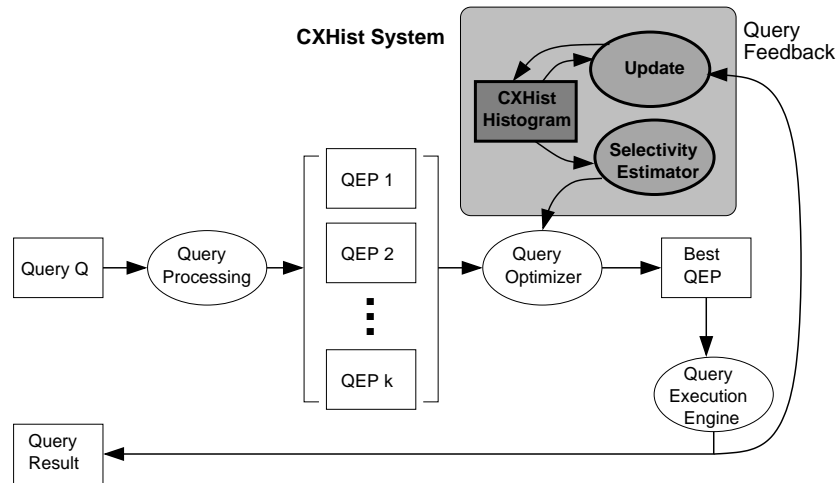 CXHist System
Query
Feedback
Update
CXHist
Histogram
Selectivity
Estimator
QEP 1
QEP 2
QEP k
Query Q
Query
Processing
Query
Optimizer
Best
QEP
Query
Execution
Engine
Query
Result